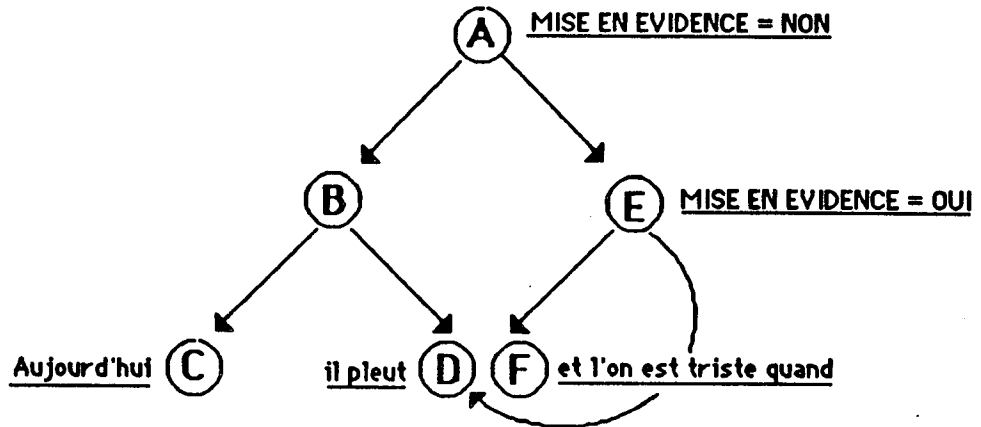 A MISE EN EVIDENCE = NON
B E MISE EN EVIDENCE = OUI
Aujourd'hui C il pleut D F et l'on est triste quand